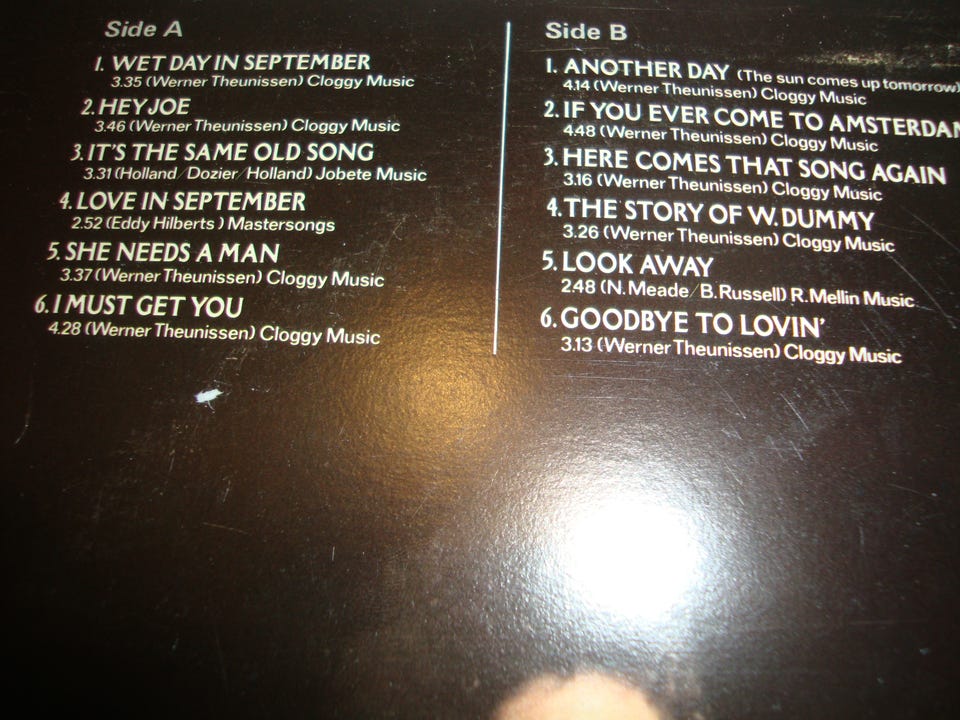 Side A
1. WET DAY IN SEPTEMBER
3.35 (Werner Theunissen) Cloggy Music
2. HEY JOE
3.46 (Werner Theunissen) Cloggy Music
3. IT'S THE SAME OLD SONG
3.31 (Holland/Dozier/Holland) Jobete Music
4. LOVE IN SEPTEMBER
2.52 (Eddy Hilberts) Mastersongs
5. SHE NEEDS A MAN
3.37 (Werner Theunissen) Cloggy Music
6. I MUST GET YOU
4.28 (Werner Theunissen) Cloggy Music
Side B
1. ANOTHER DAY (The sun comes up tomorrow)
4.14 (Werner Theunissen) Cloggy Music
2. IF YOU EVER COME TO AMSTERDAM
4.48 (Werner Theunissen) Cloggy Music
3. HERE COMES THAT SONG AGAIN
3.16 (Werner Theunissen) Cloggy Music
4. THE STORY OF W. DUMMY
3.26 (Werner Theunissen) Cloggy Music
5. LOOK AWAY
2.48 (N. Meade/B. Russell) R. Mellin Music
6. GOODBYE TO LOVIN'
3.13 (Werner Theunissen) Cloggy Music